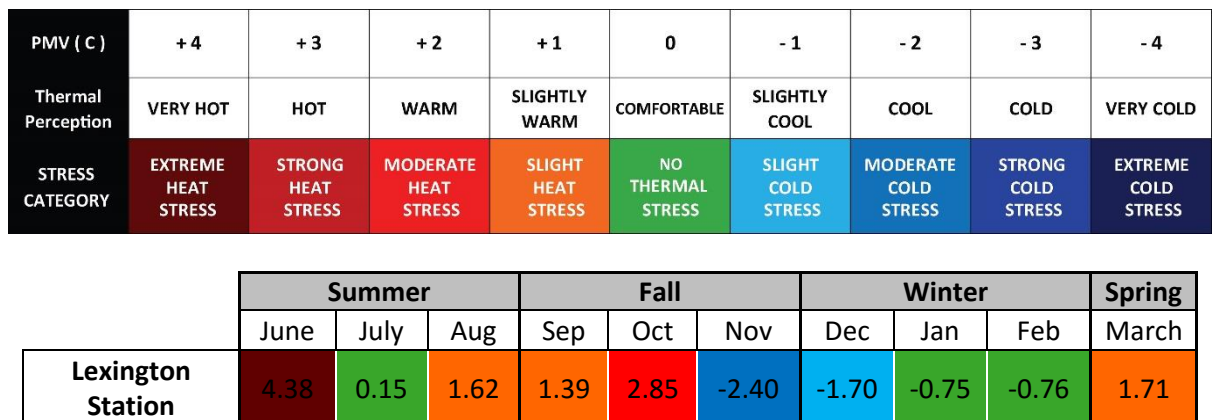 PMV ( C ) + 4 + 3 + 2 + 1 0 - 1 - 2 - 3 - 4
Thermal Perception VERY HOT HOT WARM SLIGHTLY WARM COMFORTABLE SLIGHTLY COOL COOL COLD VERY COLD
STRESS CATEGORY EXTREME HEAT STRESS STRONG HEAT STRESS MODERATE HEAT STRESS SLIGHT HEAT STRESS NO THERMAL STRESS SLIGHT COLD STRESS MODERATE COLD STRESS STRONG COLD STRESS EXTREME COLD STRESS
Summer Fall Winter Spring
June July Aug Sep Oct Nov Dec Jan Feb March
Lexington Station 4.38 0.15 1.62 1.39 2.85 -2.40 -1.70 -0.75 -0.76 1.71